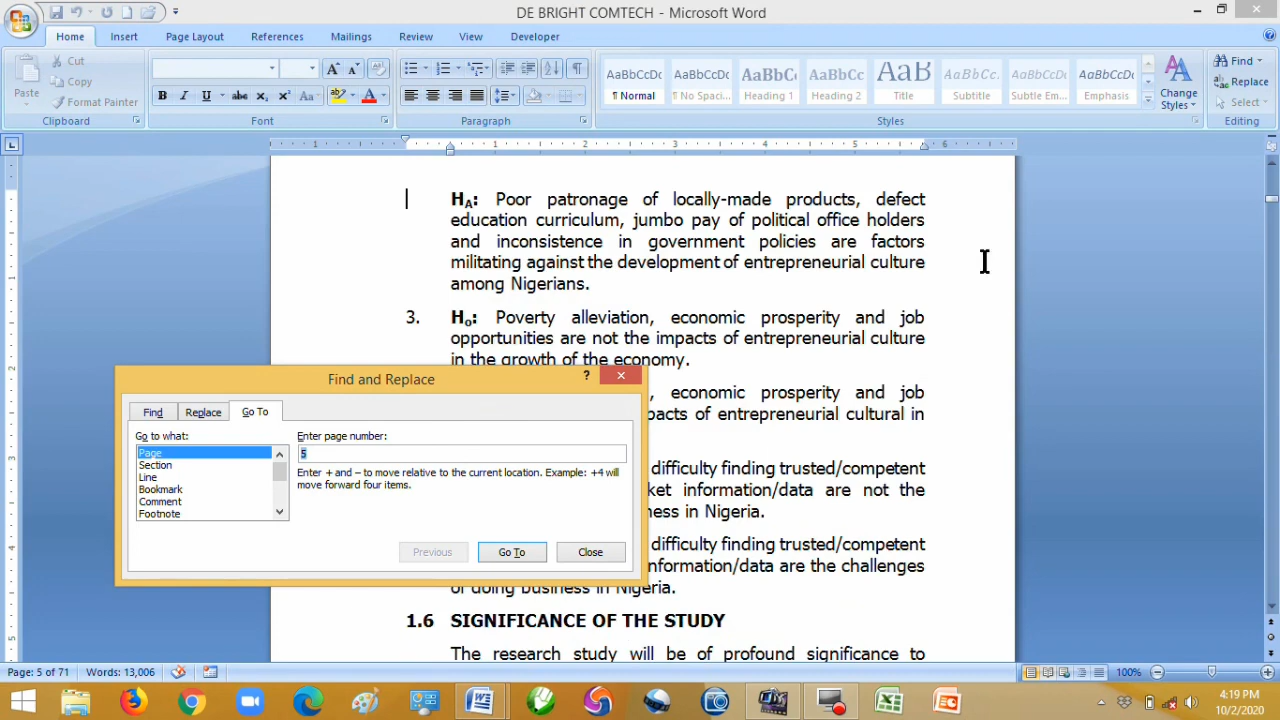 DE BRIGHT COMTECH - Microsoft Word
Home Insert Page Layout References Mailings Review View Developer
Paste
Cut
Copy
Format Painter
Clipboard
Font
Paragraph
AaBbCcDc AaBbCcDc AaBbC AaBbCc AaB AaBbCc. AaBbCcDc AaBbCcDc
¶ Normal ¶ No Spaci... Heading 1 Heading 2 Title Subtitle Subtle Em... Emphasis
Change Styles
Styles
Find
Replace
Select
Editing
1 1 2 3 4 5 6
HA: Poor patronage of locally-made products, defect
education curriculum, jumbo pay of political office holders
and inconsistence in government policies are factors
militating against the development of entrepreneurial culture
among Nigerians.
3. Ho: Poverty alleviation, economic prosperity and job
opportunities are not the impacts of entrepreneurial culture
in the growth of the economy.
, economic prosperity and job
pacts of entrepreneurial cultural in
difficulty finding trusted/competent
ket information/data are not the
ness in Nigeria.
difficulty finding trusted/competent
nformation/data are the challenges
of doing business in Nigeria.
1.6 SIGNIFICANCE OF THE STUDY
The research study will be of profound significance to
Find and Replace
?
Find Replace Go To
Go to what:
Page
Section
Line
Bookmark
Comment
Footnote
Enter page number:
5
Enter + and – to move relative to the current location. Example: +4 will
move forward four items.
Previous Go To Close
Page: 5 of 71 Words: 13,006 100%
4:19 PM
10/2/2020